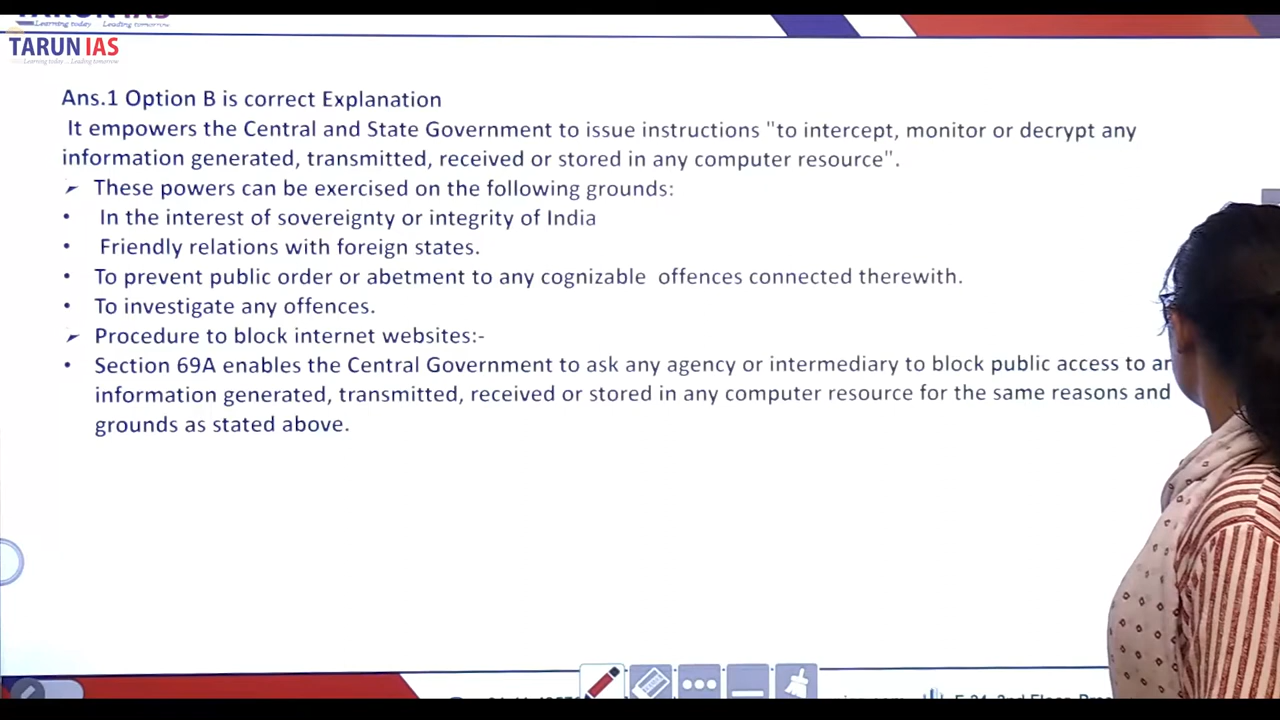 TARUN IAS
Learning today Leading tomorrow
TARUN IAS
Learning today... Leading tomorrow
Ans.1 Option B is correct Explanation
It empowers the Central and State Government to issue instructions "to intercept, monitor or decrypt any
information generated, transmitted, received or stored in any computer resource".
➢ These powers can be exercised on the following grounds:
• In the interest of sovereignty or integrity of India
• Friendly relations with foreign states.
• To prevent public order or abetment to any cognizable offences connected therewith.
• To investigate any offences.
➢ Procedure to block internet websites:-
• Section 69A enables the Central Government to ask any agency or intermediary to block public access to
information generated, transmitted, received or stored in any computer resource for the same reasons and
grounds as stated above.